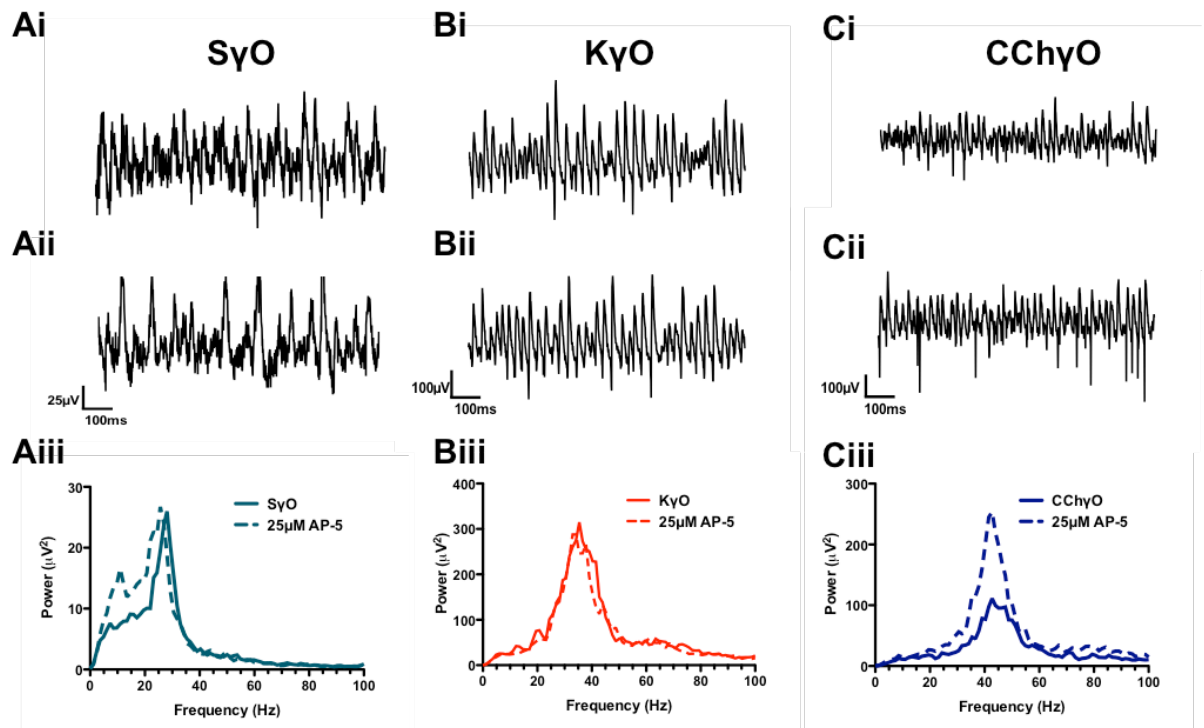 Ai
SγO
Bi
KγO
Ci
CChγO
Aii
25µV
100ms
Bii
100µV
100ms
Cii
100µV
100ms
Aiii
30
20
10
0
Power (µV²)
0 20 40 60 80 100
Frequency (Hz)
SγO
25µM AP-5
Biii
400
300
200
100
0
Power (µV²)
0 20 40 60 80 100
Frequency (Hz)
KγO
25µM AP-5
Ciii
300
200
100
0
Power (µV²)
0 20 40 60 80 100
Frequency (Hz)
CChγO
25µM AP-5